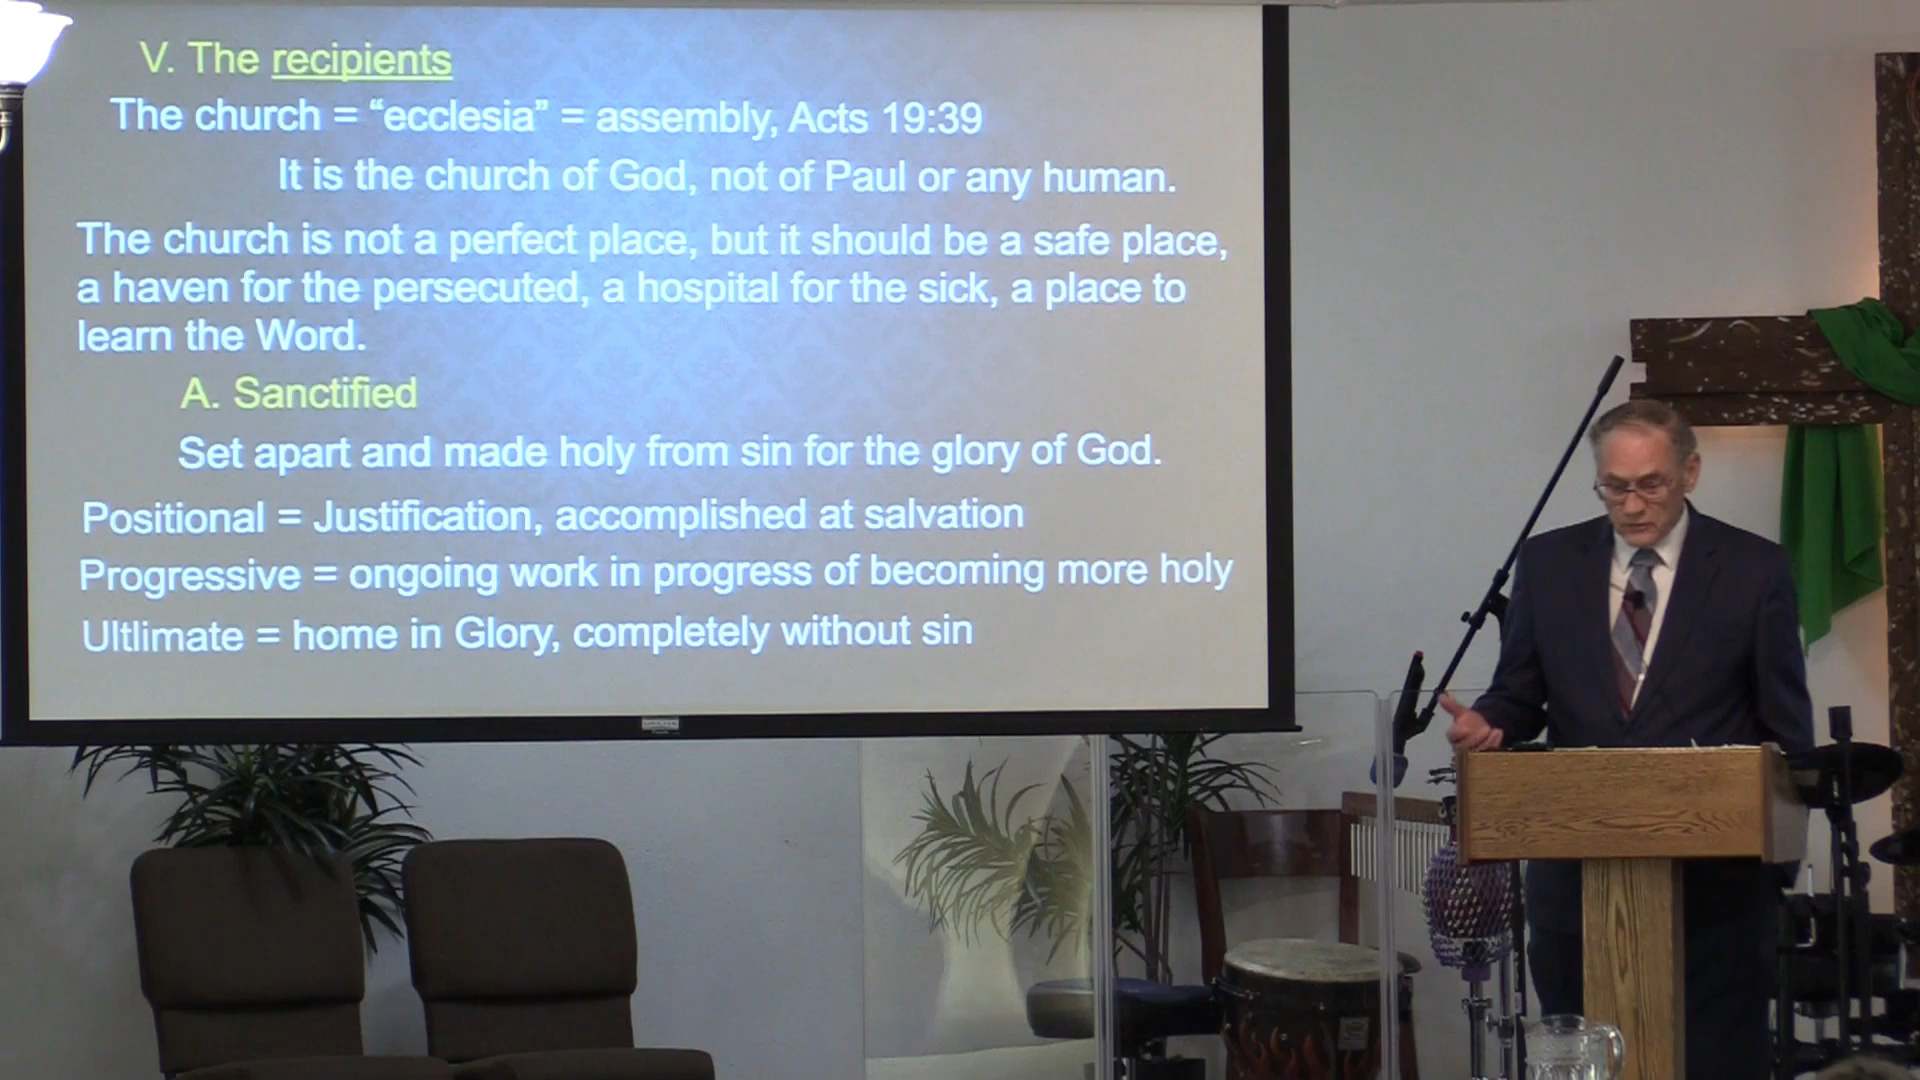 V. The recipients
The church = “ecclesia” = assembly, Acts 19:39
It is the church of God, not of Paul or any human.
The church is not a perfect place, but it should be a safe place,
a haven for the persecuted, a hospital for the sick, a place to
learn the Word.
A. Sanctified
Set apart and made holy from sin for the glory of God.
Positional = Justification, accomplished at salvation
Progressive = ongoing work in progress of becoming more holy
Ultlimate = home in Glory, completely without sin